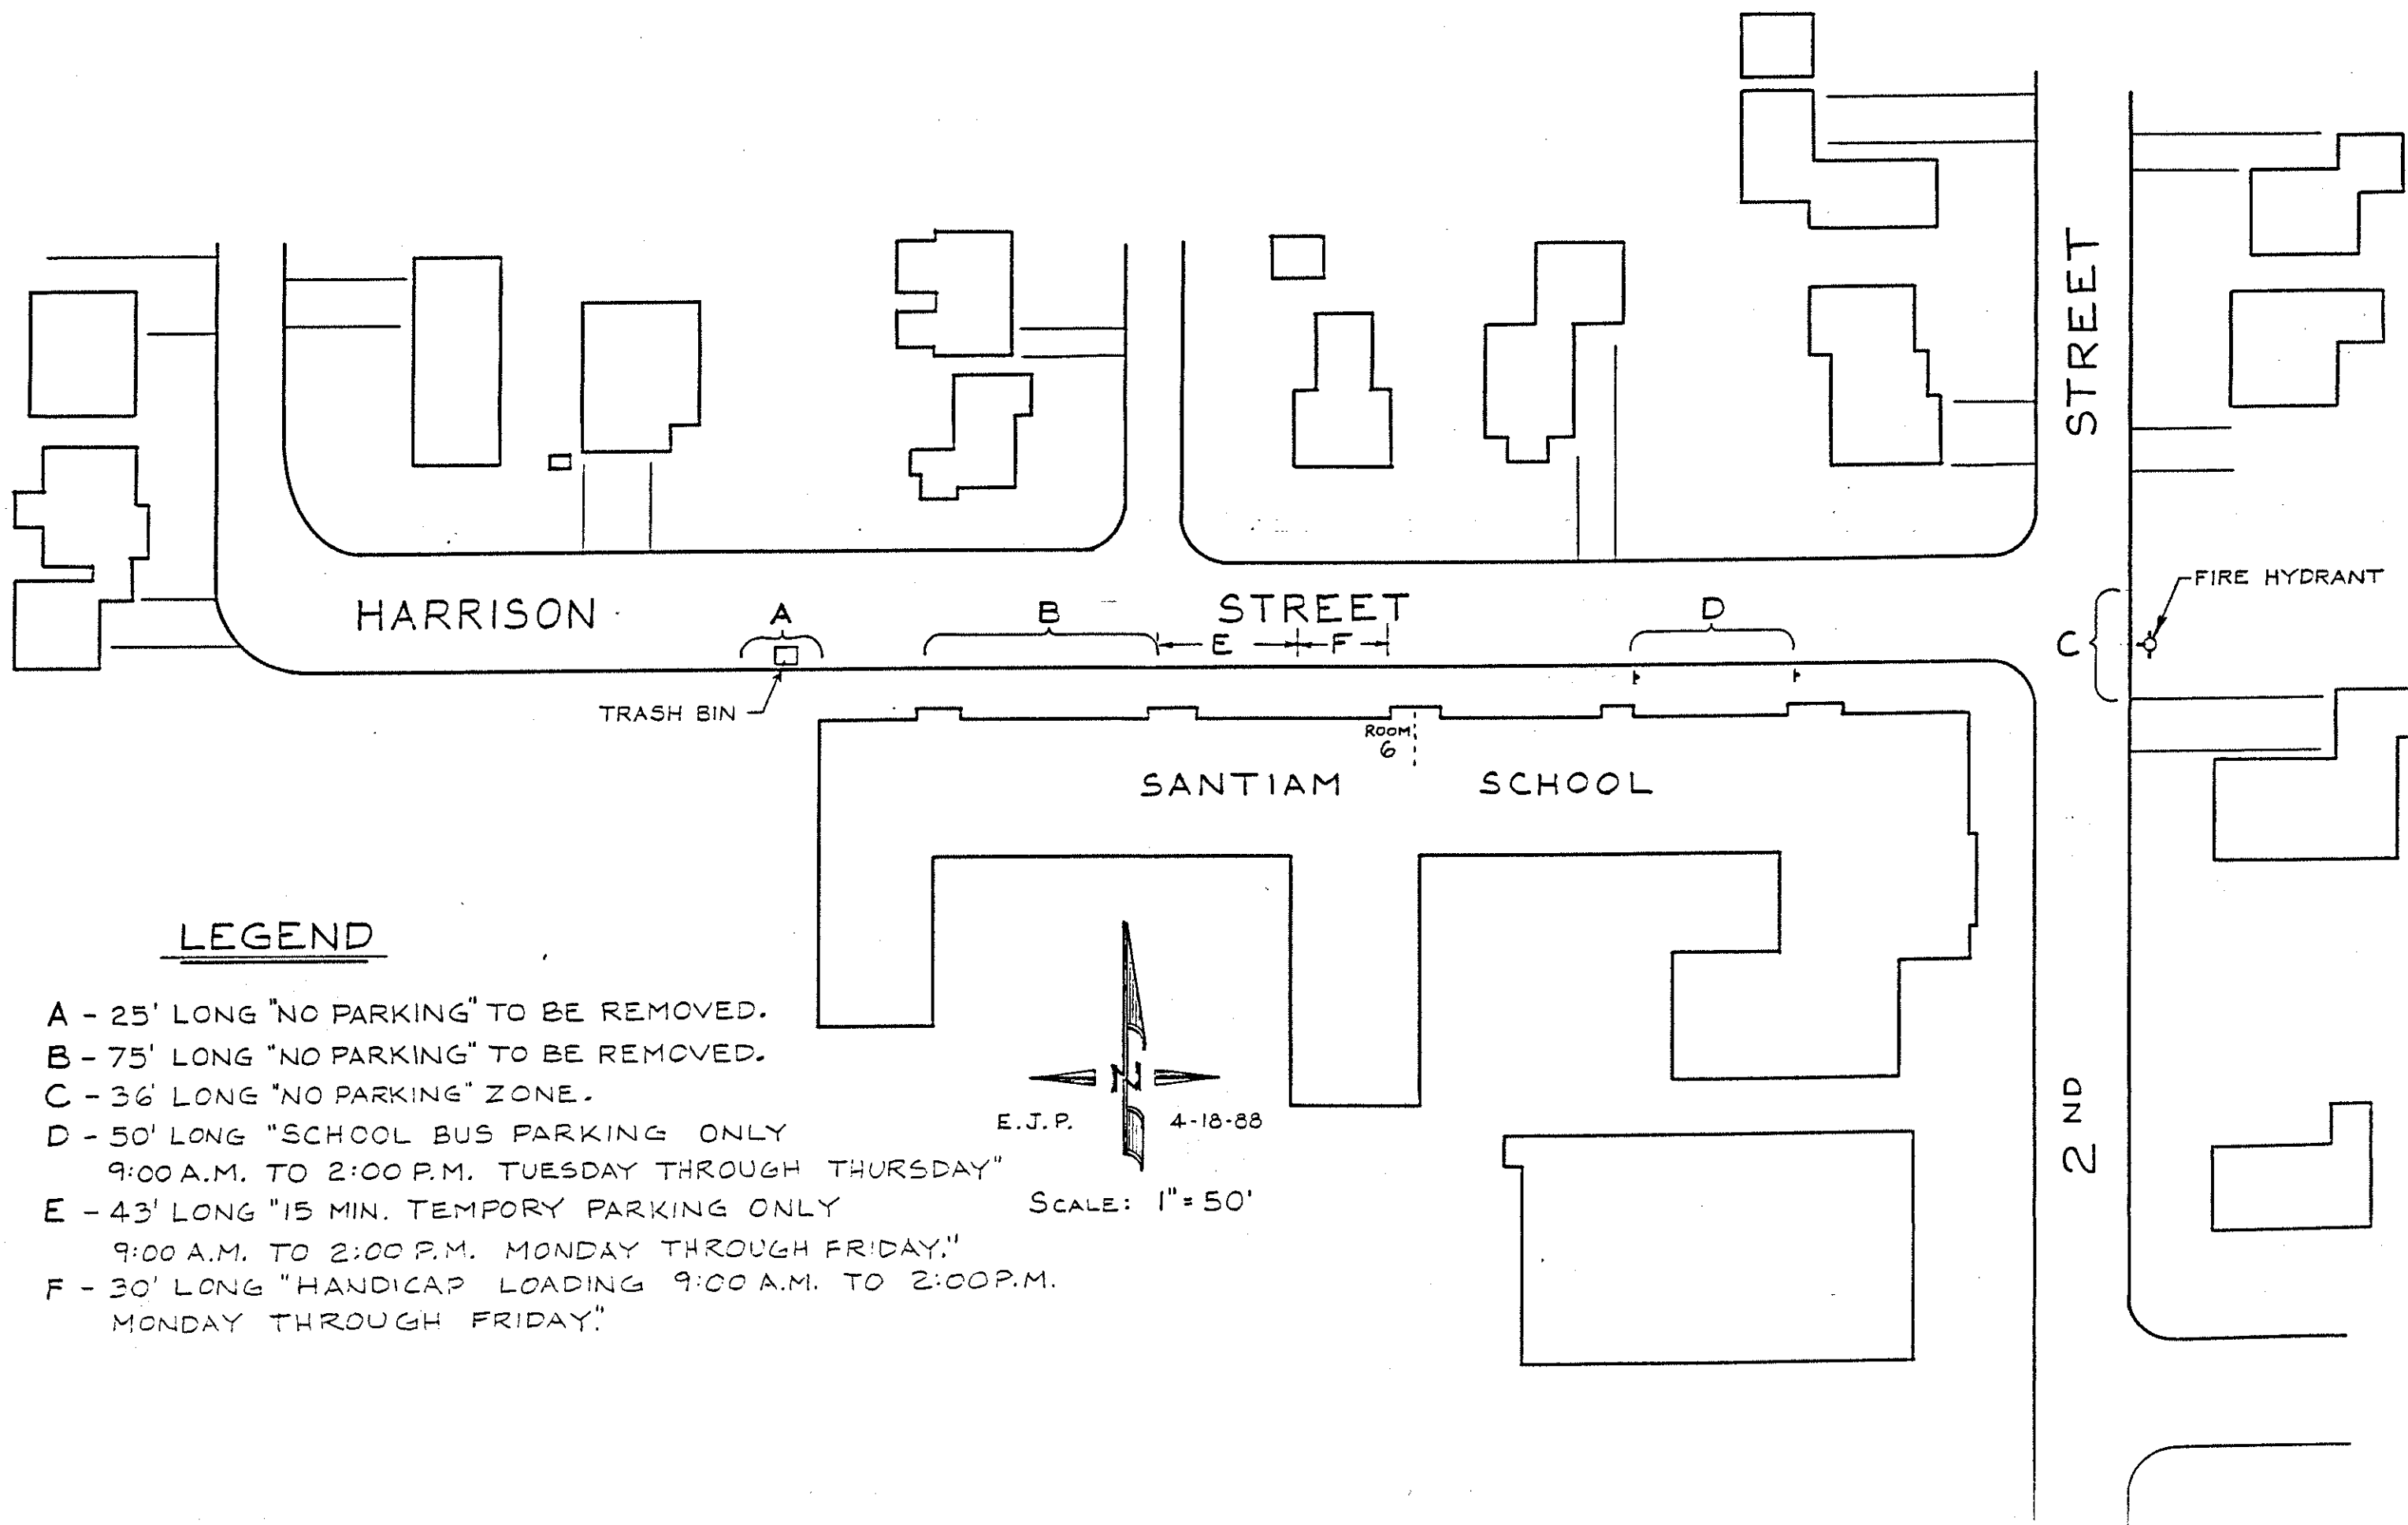 STREET
FIRE HYDRANT
HARRISON
STREET
A
B
E
F
D
C
TRASH BIN
ROOM
6
SANTIAM SCHOOL
LEGEND
A - 25' LONG "NO PARKING" TO BE REMOVED.
B - 75' LONG "NO PARKING" TO BE REMOVED.
C - 36' LONG "NO PARKING" ZONE.
D - 50' LONG "SCHOOL BUS PARKING ONLY
9:00 A.M. TO 2:00 P.M. TUESDAY THROUGH THURSDAY"
E - 43' LONG "15 MIN. TEMPORY PARKING ONLY
9:00 A.M. TO 2:00 P.M. MONDAY THROUGH FRIDAY."
F - 30' LONG "HANDICAP LOADING 9:00 A.M. TO 2:00 P.M.
MONDAY THROUGH FRIDAY."
N
E.J.P. 4-18-88
SCALE: 1" = 50'
2 ND